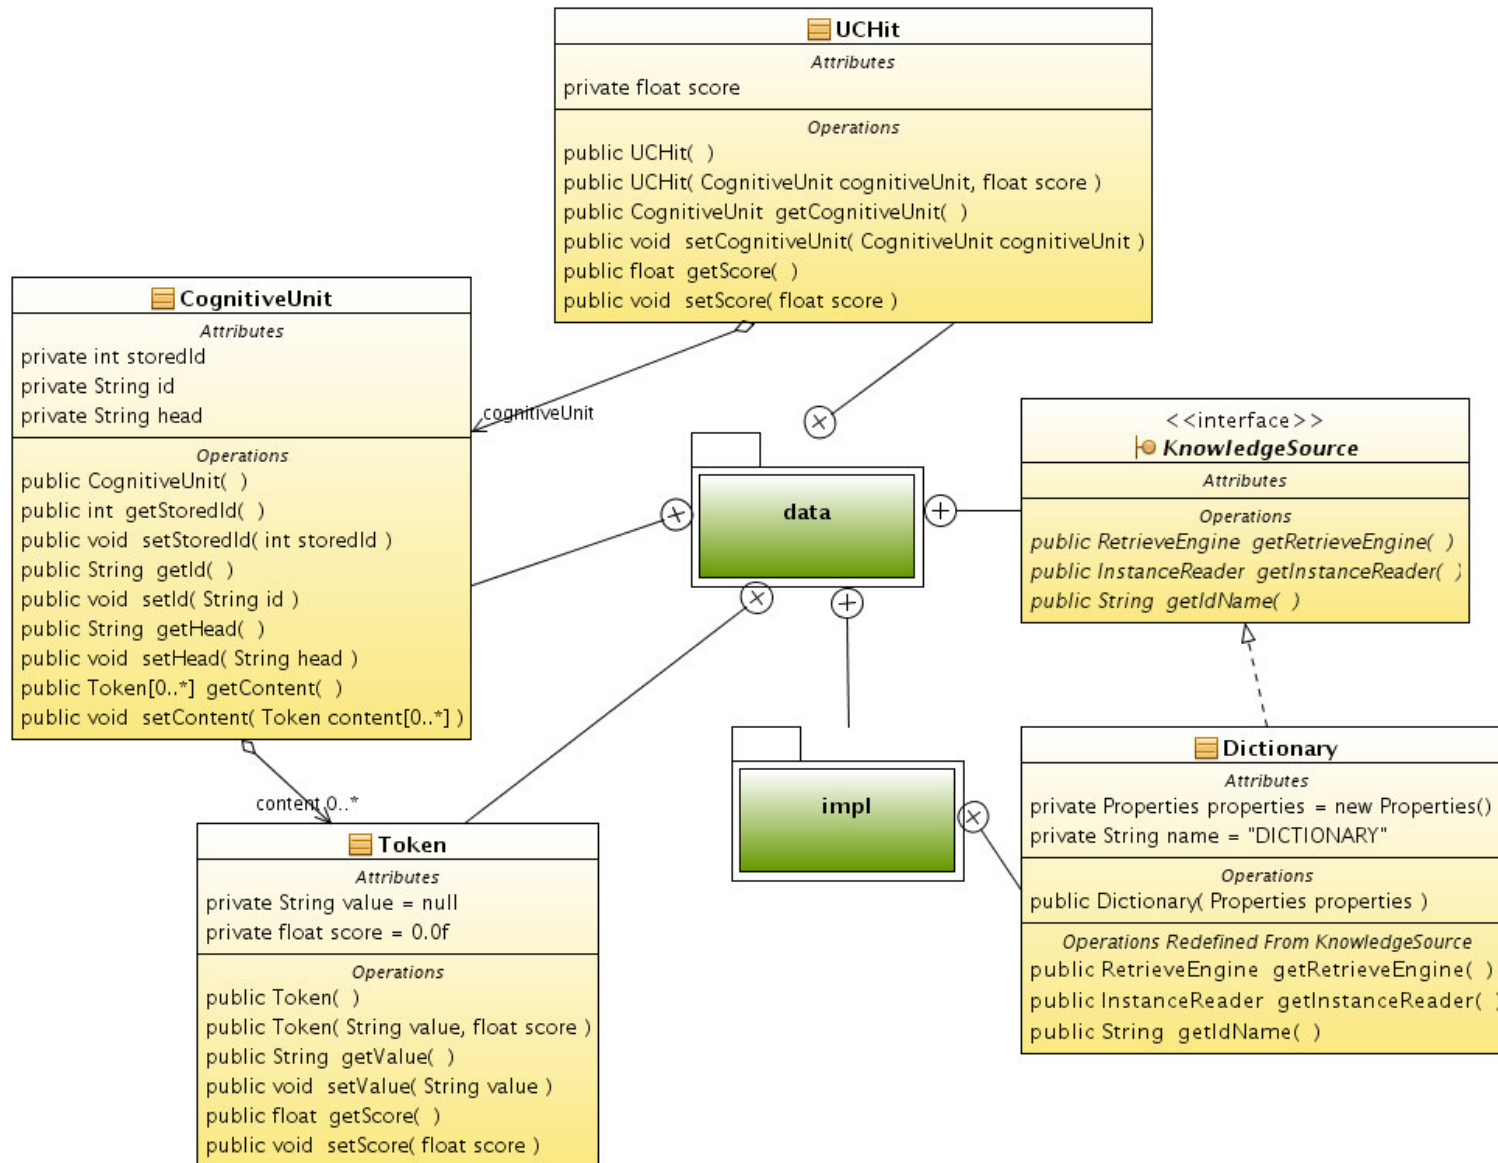 UCHit
Attributes
private float score
Operations
public UCHit(  )
public UCHit( CognitiveUnit cognitiveUnit, float score )
public CognitiveUnit  getCognitiveUnit(  )
public void  setCognitiveUnit( CognitiveUnit cognitiveUnit )
public float  getScore(  )
public void  setScore( float score )
CognitiveUnit
Attributes
private int storedId
private String id
private String head
Operations
public CognitiveUnit(  )
public int  getStoredId(  )
public void  setStoredId( int storedId )
public String  getId(  )
public void  setId( String id )
public String  getHead(  )
public void  setHead( String head )
public Token[0..*]  getContent(  )
public void  setContent( Token content[0..*] )
cognitiveUnit
data
<<interface>>
KnowledgeSource
Attributes
Operations
public RetrieveEngine  getRetrieveEngine(  )
public InstanceReader  getInstanceReader(  )
public String  getIdName(  )
impl
Dictionary
Attributes
private Properties properties = new Properties()
private String name = "DICTIONARY"
Operations
public Dictionary( Properties properties )
Operations Redefined From KnowledgeSource
public RetrieveEngine  getRetrieveEngine(  )
public InstanceReader  getInstanceReader(  )
public String  getIdName(  )
content 0..*
Token
Attributes
private String value = null
private float score = 0.0f
Operations
public Token(  )
public Token( String value, float score )
public String  getValue(  )
public void  setValue( String value )
public float  getScore(  )
public void  setScore( float score )